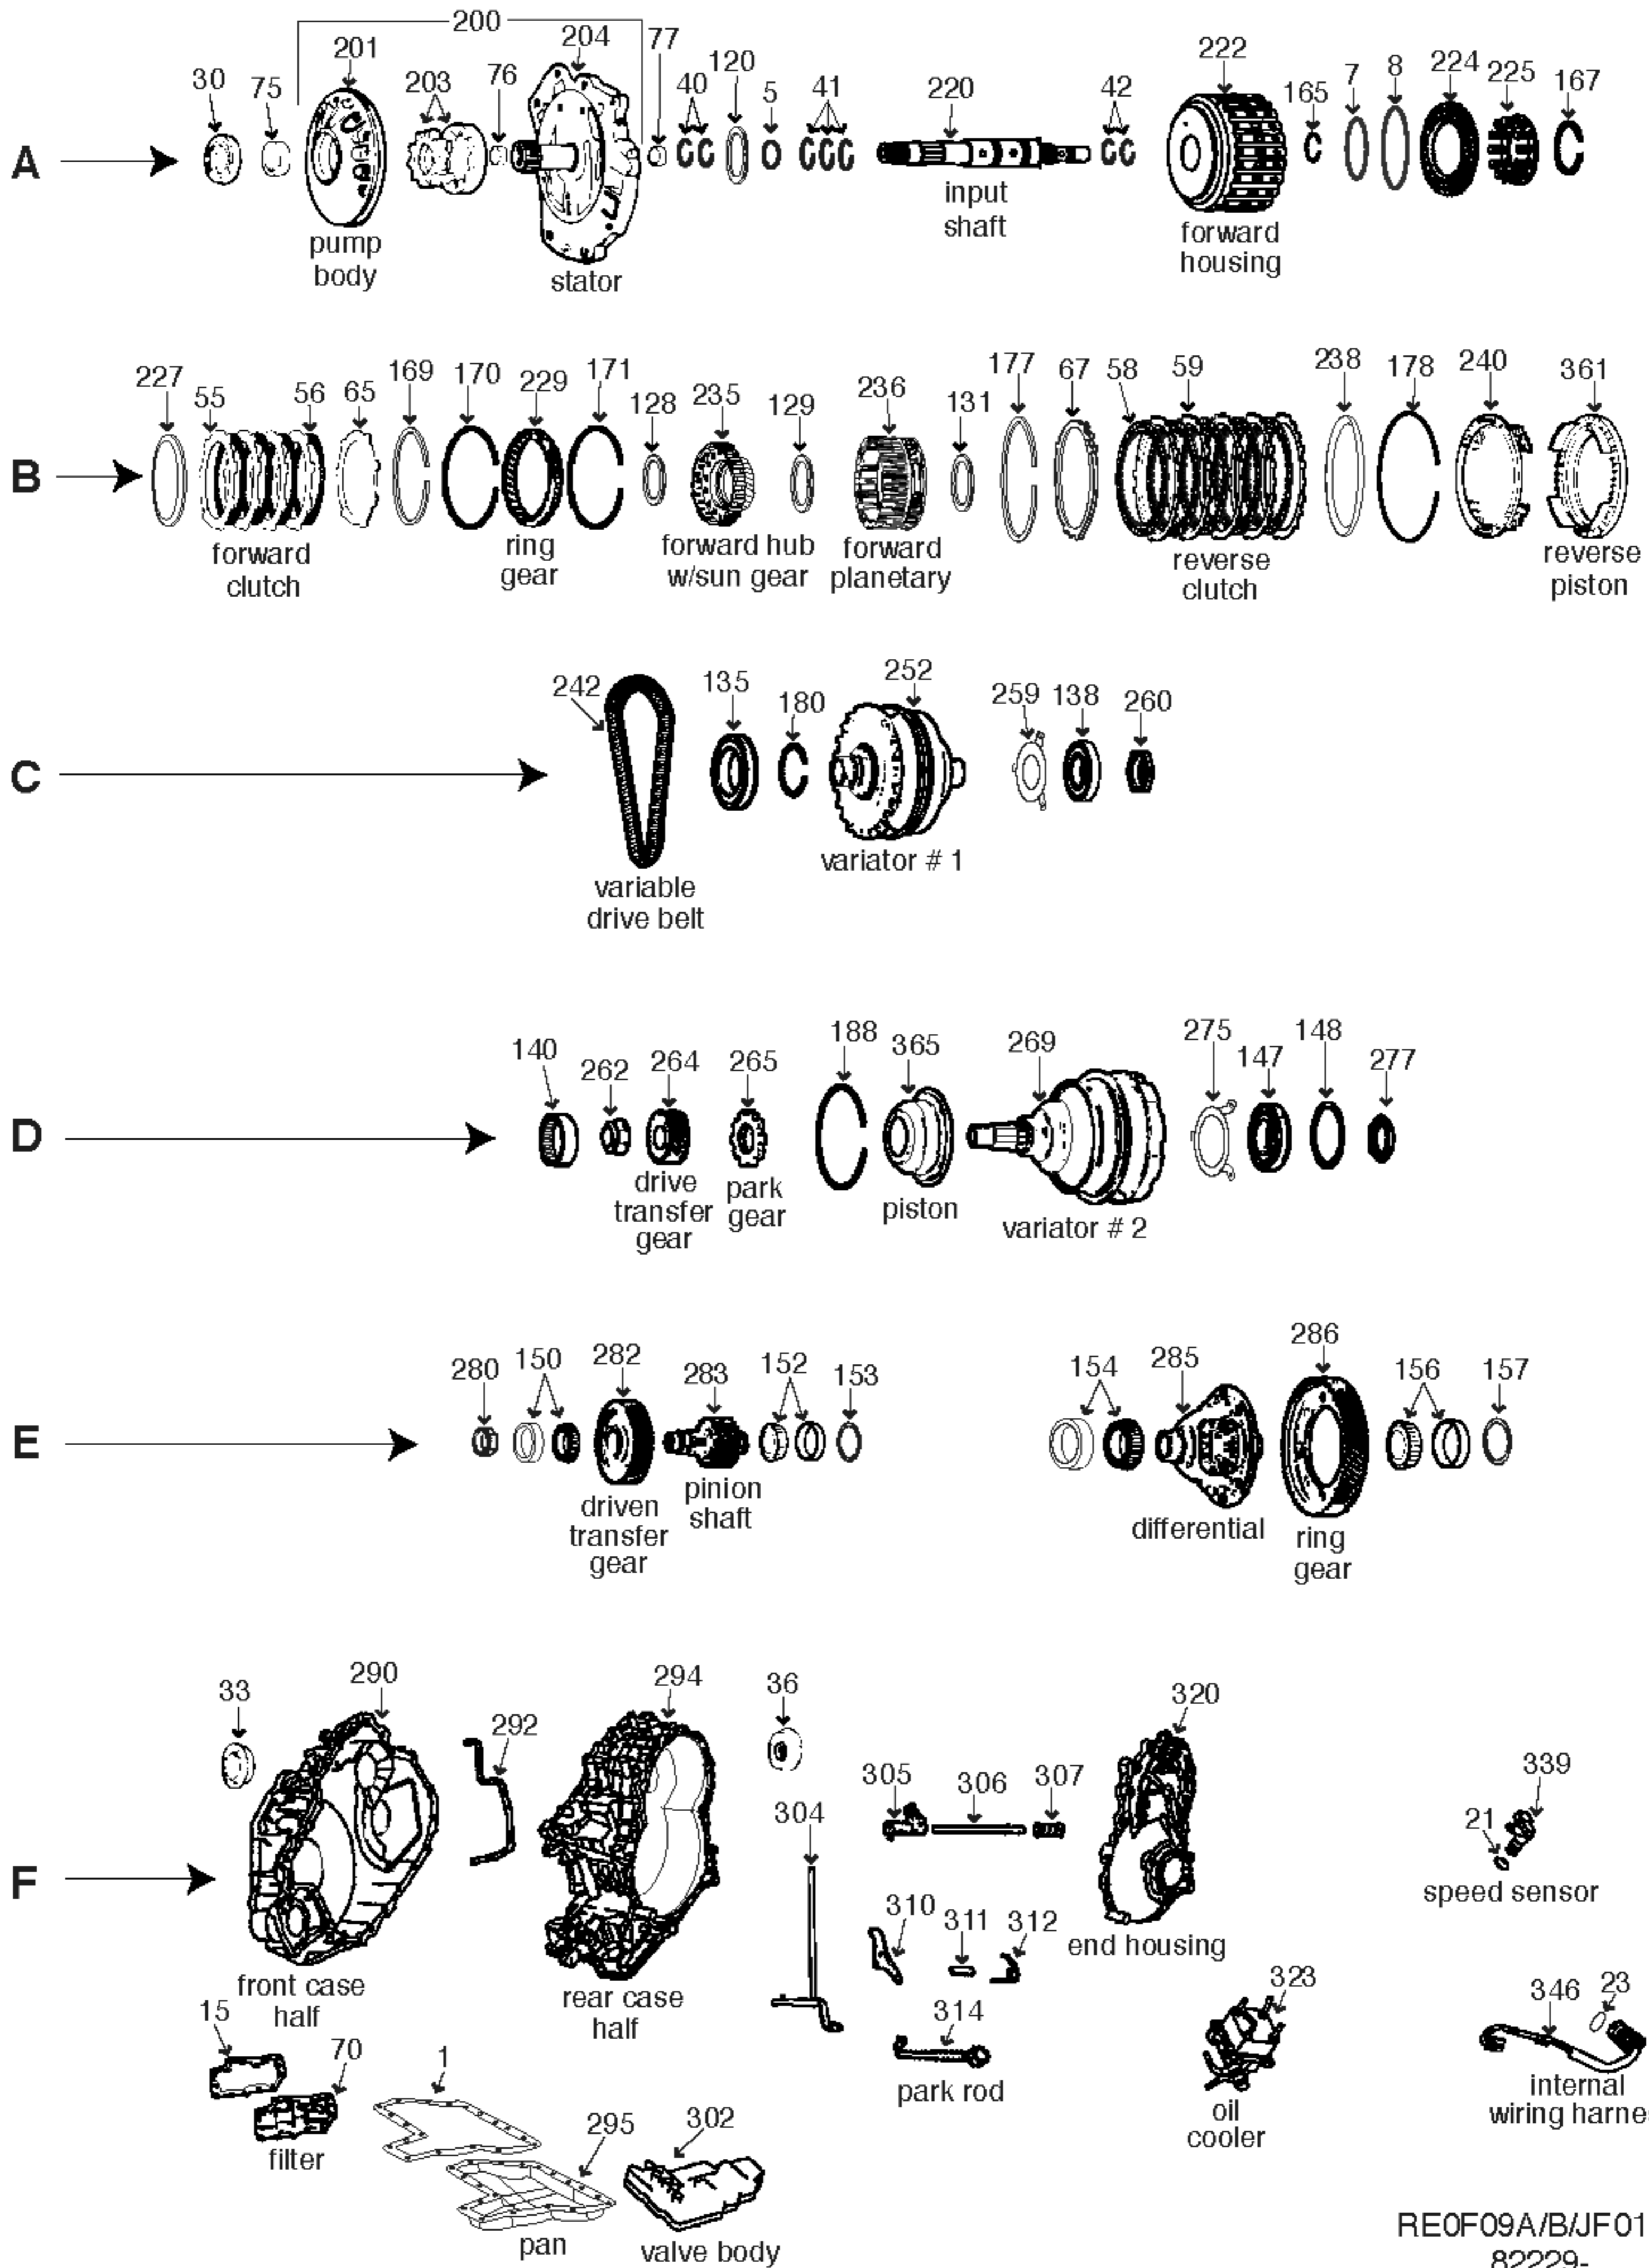 200
201
204
77
30
75
203
76
40
120
5
41
220
42
222
165
7
8
224
225
167
A
input
shaft
pump
body
stator
forward
housing
227
55
56
65
169
170
229
171
128
235
129
236
131
177
67
58
59
238
178
240
361
B
forward
clutch
ring
gear
forward hub
w/sun gear
forward
planetary
reverse
clutch
reverse
piston
242
135
180
252
259
138
260
C
variator # 1
variable
drive belt
140
262
264
265
188
365
269
275
147
148
277
D
drive
transfer
gear
park
gear
piston
variator # 2
280
150
282
283
152
153
154
285
286
156
157
E
driven
transfer
gear
pinion
shaft
differential
ring
gear
33
290
292
294
36
304
305
306
307
320
339
21
speed sensor
F
310
311
312
end housing
front case
half
rear case
half
314
park rod
323
oil
cooler
346
23
internal
wiring harne
15
70
filter
1
295
302
pan
valve body
RE0F09A/B/JF01
82229-